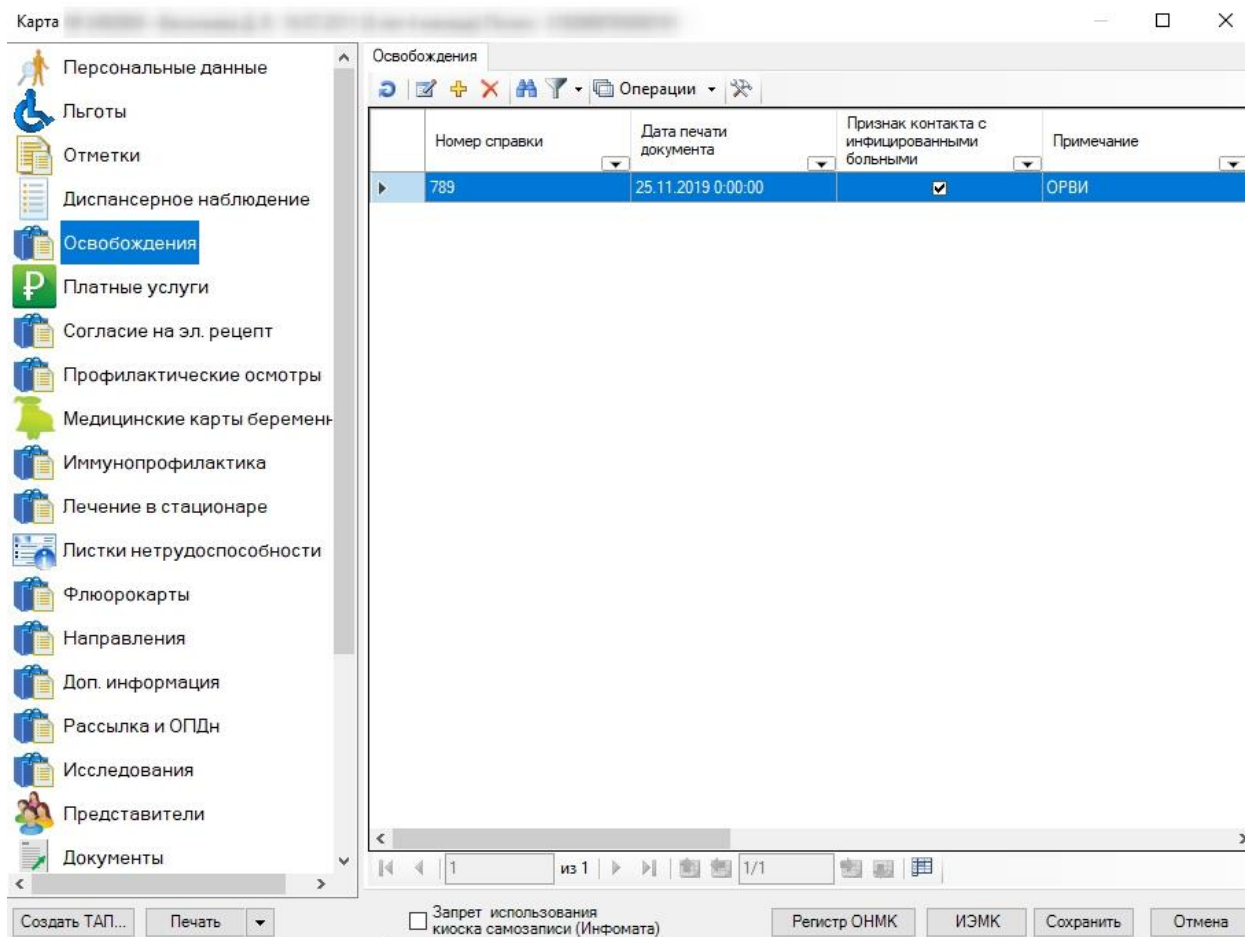 Карта
Персональные данные
Льготы
Отметки
Диспансерное наблюдение
Освобождения
Платные услуги
Согласие на эл. рецепт
Профилактические осмотры
Медицинские карты беременн
Иммунопрофилактика
Лечение в стационаре
Листки нетрудоспособности
Флюорокарты
Направления
Доп. информация
Рассылка и ОПДн
Исследования
Представители
Документы
Освобождения
Операции
Номер справки
Дата печати
документа
Признак контакта с
инфицированными
больными
Примечание
789 25.11.2019 0:00:00 ОРВИ
1 из 1 1/1
Создать ТАП... Печать
Запрет использования
киоска самозаписи (Инфомата)
Регистр ОНМК ИЭМК Сохранить Отмена